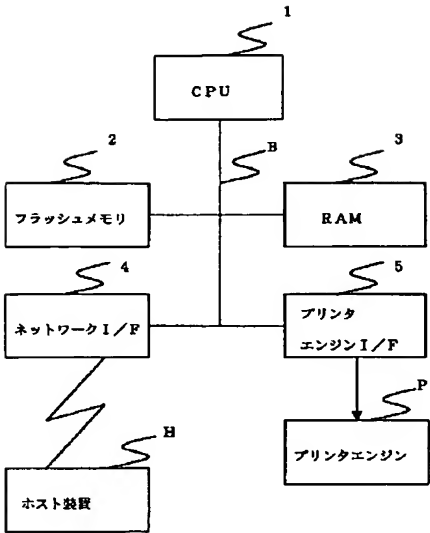 1
CPU
2
B
3
フラッシュメモリ
RAM
4
5
ネットワークI/F
プリンタ
エンジンI/F
P
H
プリンタエンジン
ホスト装置